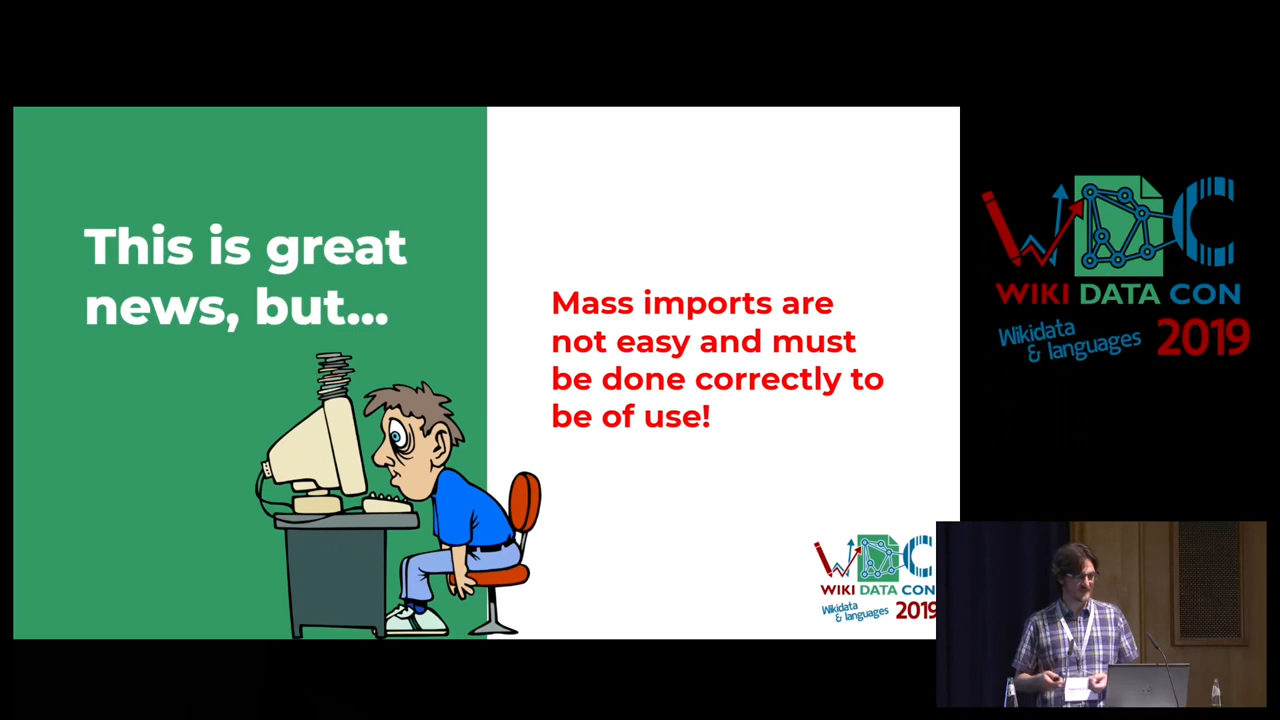 This is great
news, but...
Mass imports are
not easy and must
be done correctly to
be of use!
WIKI DATA CON
Wikidata
& languages
2019
WDC
WIKI DATA CON
Wikidata
& languages
2019